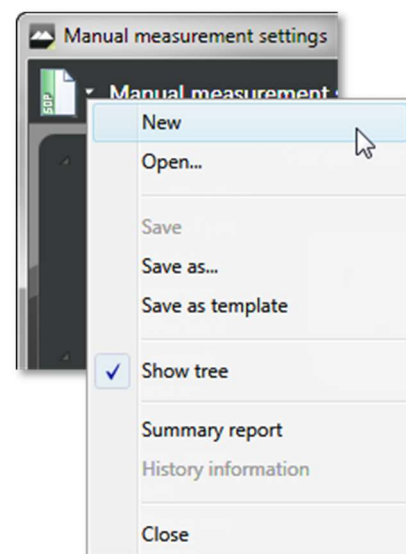 Manual measurement settings
SOP
Manual measurement s
New
Open...
Save
Save as...
Save as template
Show tree
Summary report
History information
Close